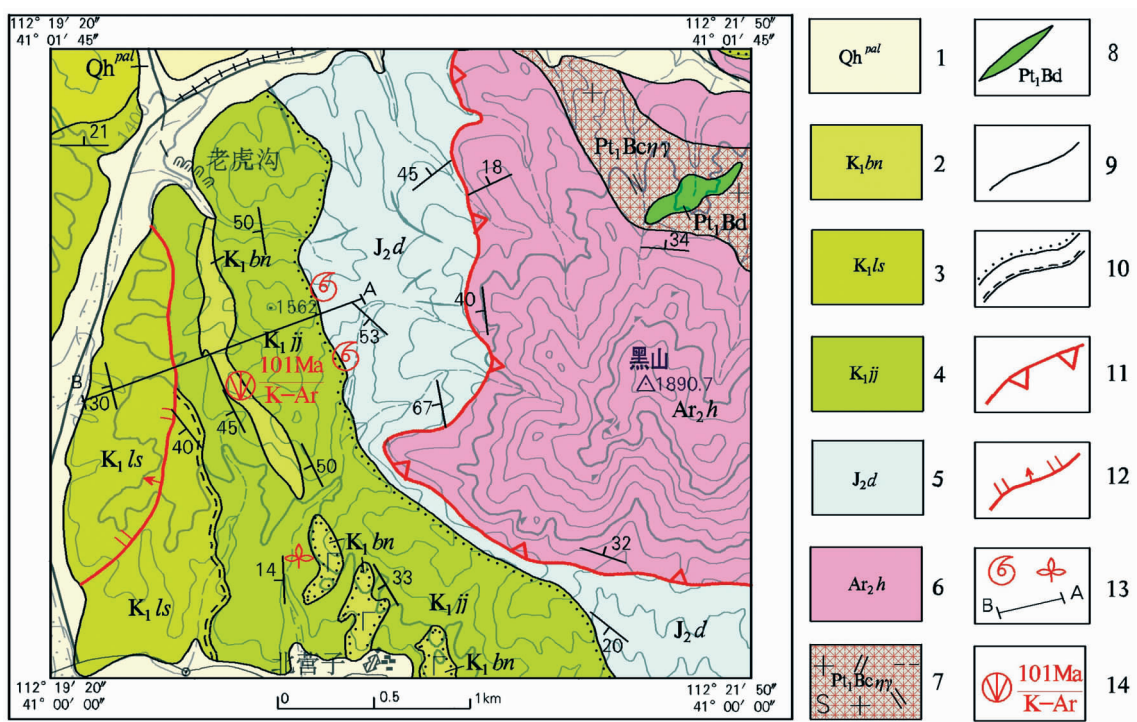 112° 19′ 20″
41° 01′ 45″
112° 21′ 50″
41° 01′ 45″
Qhᵖᵃˡ
21
1400
老虎沟
50
K₁bn
45
18
Pt₁Bcηγ
Pt₁Bd
34
J₂d
A
1562
53
K₁jj
40
黑山
△1890.7
Ar₂h
B
30
101Ma
K-Ar
67
K₁ls
40
45
50
K₁bn
32
14
33
K₁ls
K₁jj
J₂d
20
北营子
K₁bn
112° 19′ 20″
41° 00′ 00″
0 0.5 1km
112° 21′ 50″
41° 00′ 00″
Qhᵖᵃˡ 1
K₁bn 2
K₁ls 3
K₁jj 4
J₂d 5
Ar₂h 6
Pt₁Bcηγ 7
S
Pt₁Bd 8
9
10
11
12
B A 13
101Ma
K-Ar 14